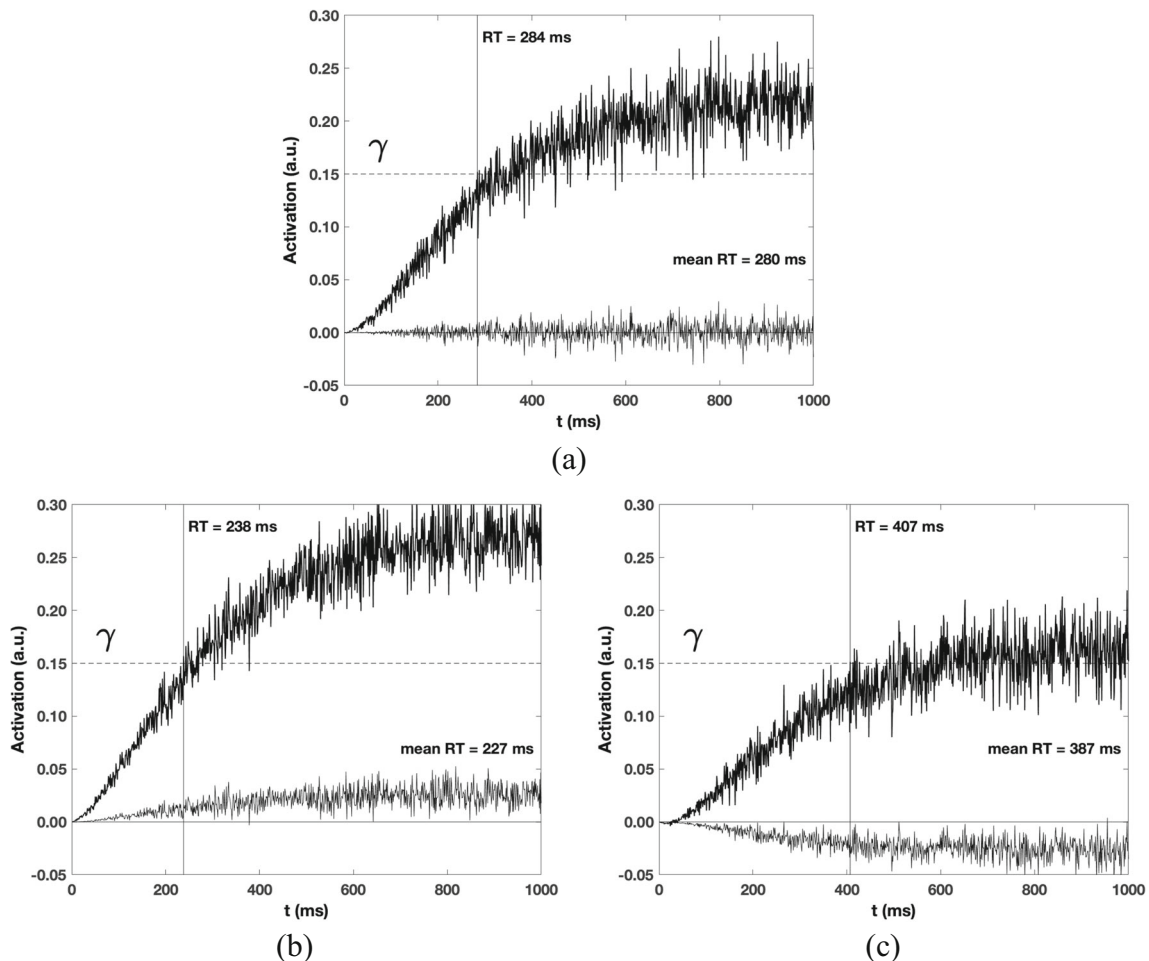 0.30
RT = 284 ms
0.25
0.20
γ
0.15
Activation (a.u.)
0.10
mean RT = 280 ms
0.05
0.00
-0.05
0 200 400 600 800 1000
t (ms)
(a)
0.30
RT = 238 ms
0.25
0.20
γ
0.15
Activation (a.u.)
0.10
mean RT = 227 ms
0.05
0.00
-0.05
0 200 400 600 800 1000
t (ms)
(b)
0.30
RT = 407 ms
0.25
0.20
γ
0.15
Activation (a.u.)
0.10
mean RT = 387 ms
0.05
0.00
-0.05
0 200 400 600 800 1000
t (ms)
(c)